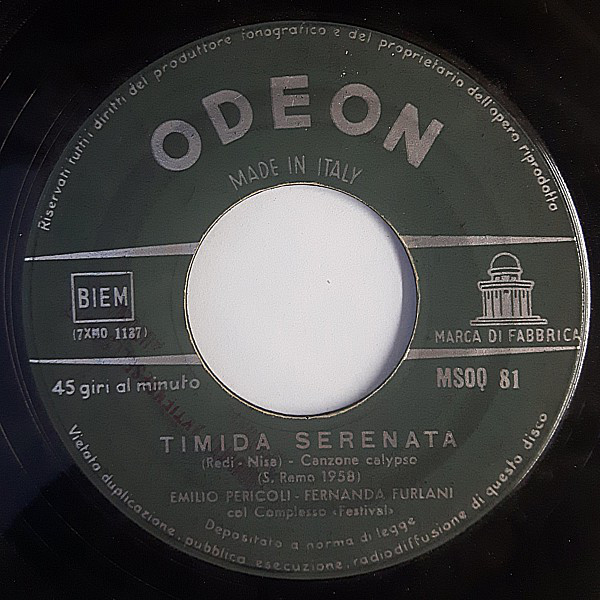 Riservati tutti i diritti del produttore fonografico e del proprietario dell'opera riprodotta
ODEON
MADE IN ITALY
BIEM
(7XMO 1137)
MARCA DI FABBRICA
45 giri al minuto
MSOQ 81
TIMIDA SERENATA
(Redi - Nisa) - Canzone calypso
(S. Remo 1958)
EMILIO PERICOLI - FERNANDA FURLANI
col Complesso «Festival»
Depositato a norma di legge
Vietata duplicazione, pubblica esecuzione, radiodiffusione di questo disco